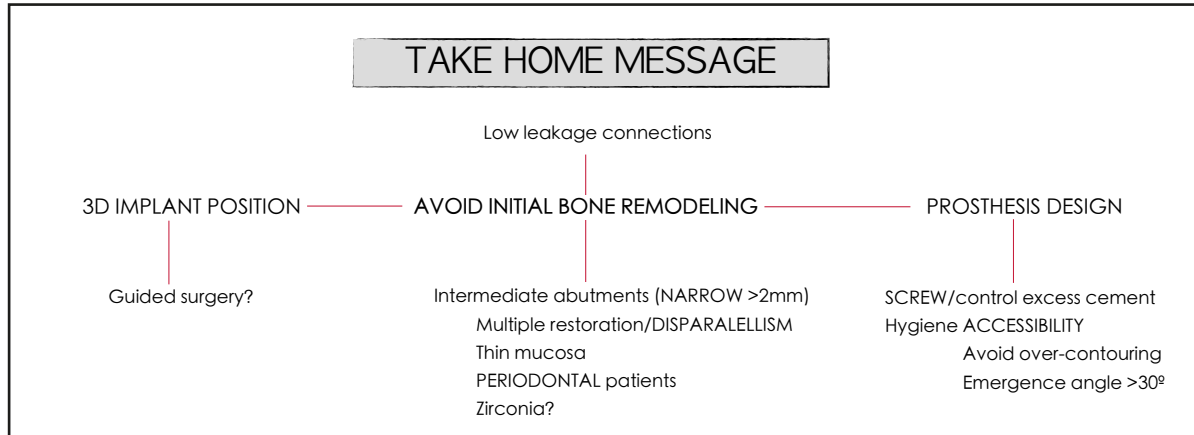 TAKE HOME MESSAGE
Low leakage connections
3D IMPLANT POSITION
AVOID INITIAL BONE REMODELING
PROSTHESIS DESIGN
Guided surgery?
Intermediate abutments (NARROW >2mm)
Multiple restoration/DISPARALELLISM
Thin mucosa
PERIODONTAL patients
Zirconia?
SCREW/control excess cement
Hygiene ACCESSIBILITY
Avoid over-contouring
Emergence angle >30º